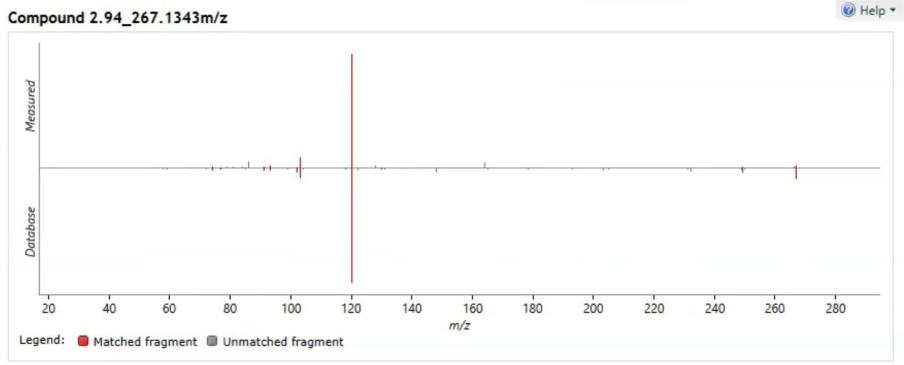 Help
Compound 2.94_267.1343m/z
Measured
Database
20 40 60 80 100 120 140 160 180 200 220 240 260 280
m/z
Legend: Matched fragment Unmatched fragment